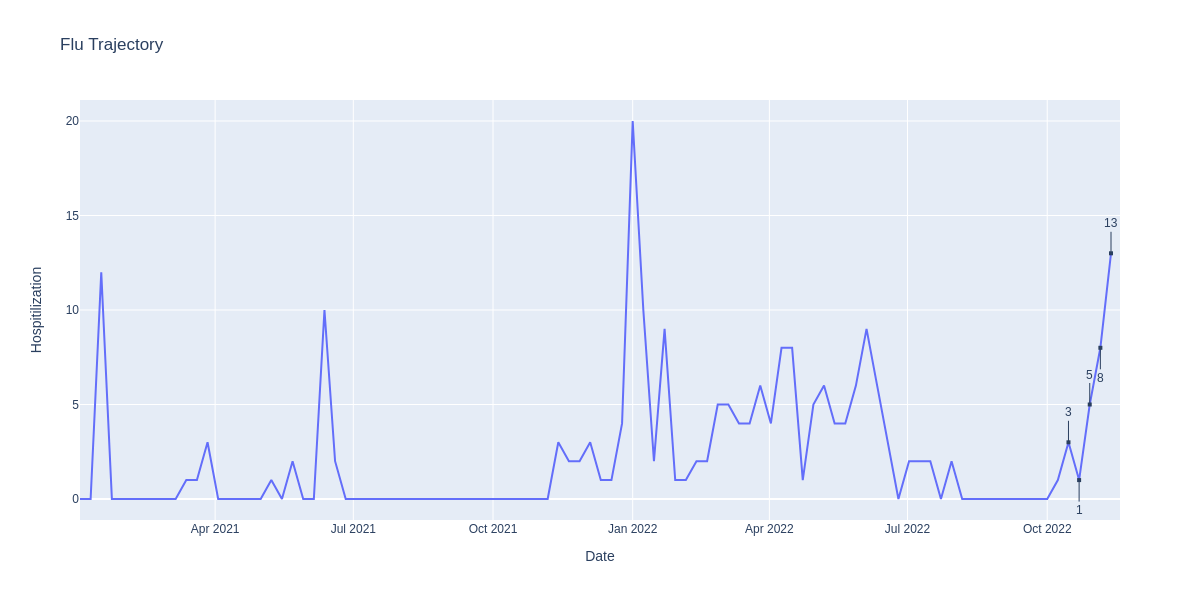 Flu Trajectory
Hospitilization
20
15
10
5
0
3
1
5
8
13
Apr 2021
Jul 2021
Oct 2021
Jan 2022
Apr 2022
Jul 2022
Oct 2022
Date